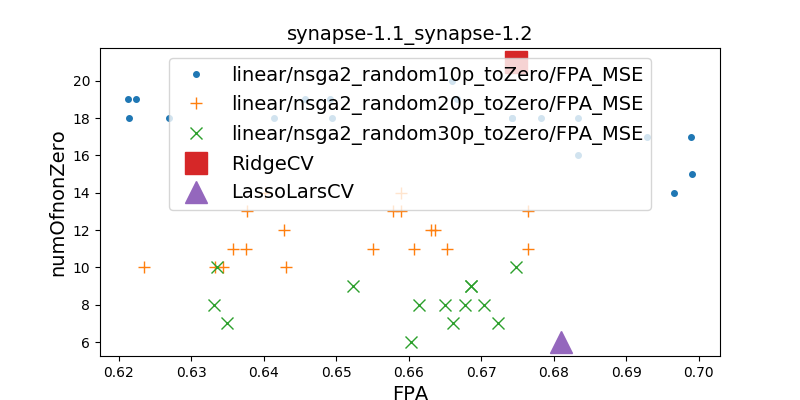 synapse-1.1_synapse-1.2
numOfnonZero
20
18
16
14
12
10
8
6
linear/nsga2_random10p_toZero/FPA_MSE
linear/nsga2_random20p_toZero/FPA_MSE
linear/nsga2_random30p_toZero/FPA_MSE
RidgeCV
LassoLarsCV
0.62 0.63 0.64 0.65 0.66 0.67 0.68 0.69 0.70
FPA